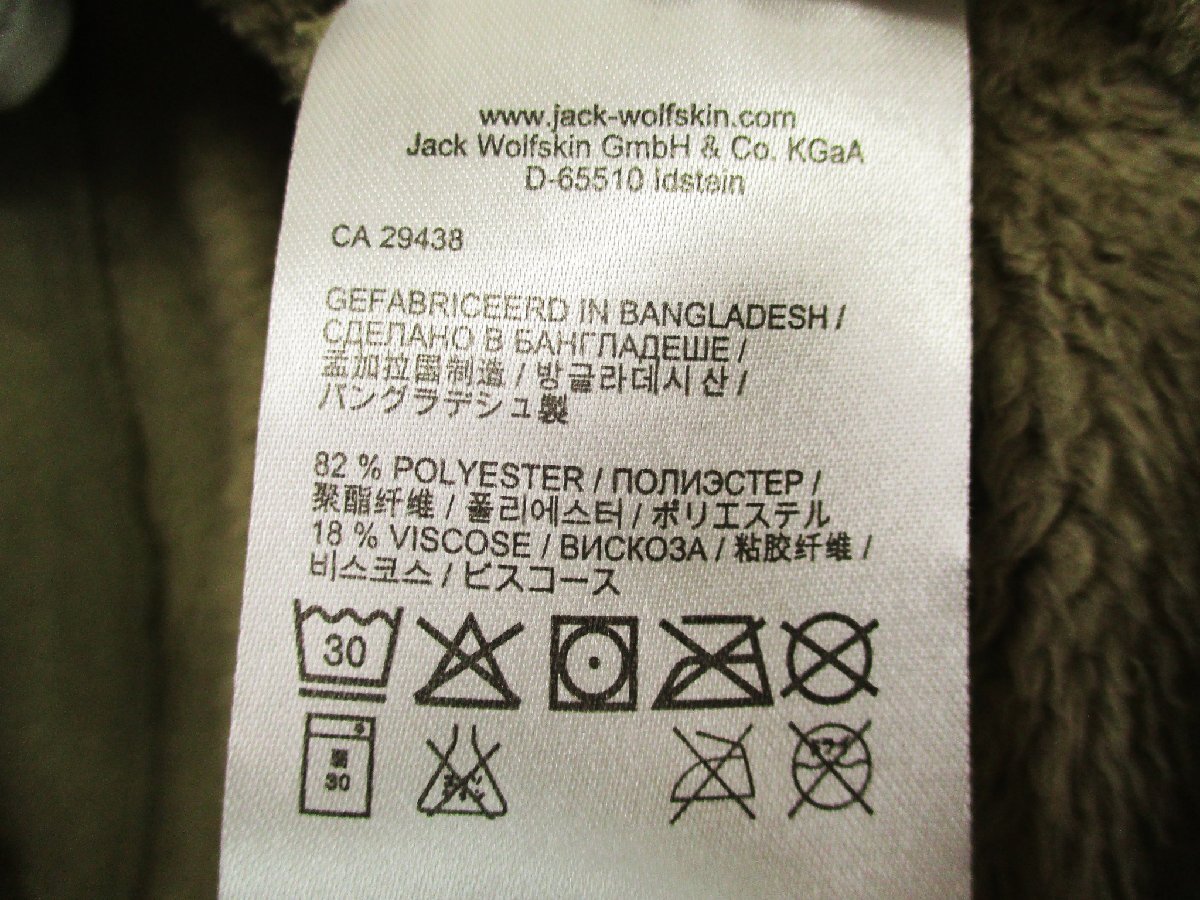 www.jack-wolfskin.com
Jack Wolfskin GmbH & Co. KGaA
D-65510 Idstein
CA 29438
GEFABRICEERD IN BANGLADESH /
СДЕЛАНО В БАНГЛАДЕШЕ /
孟加拉国制造 / 방글라데시 산 /
バングラデシュ製
82 % POLYESTER / ПОЛИЭСТЕР /
聚酯纤维 / 폴리에스터 / ポリエステル
18 % VISCOSE / ВИСКОЗА / 粘胶纤维 /
비스코스 / ビスコース
30
30